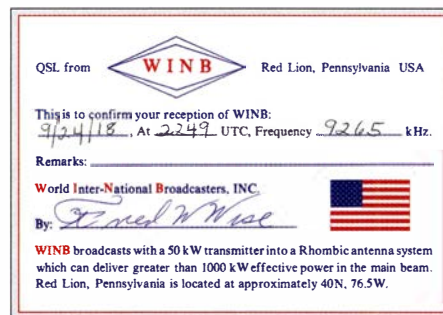 QSL from WINB Red Lion, Pennsylvania USA
This is to confirm your reception of WINB:
9/24/18, At 2249 UTC, Frequency 9265 kHz.
Remarks:
World Inter-National Broadcasters, INC.
By: Fred W Wise
WINB broadcasts with a 50 kW transmitter into a Rhombic antenna system
which can deliver greater than 1000 kW effective power in the main beam.
Red Lion, Pennsylvania is located at approximately 40N, 76.5W.